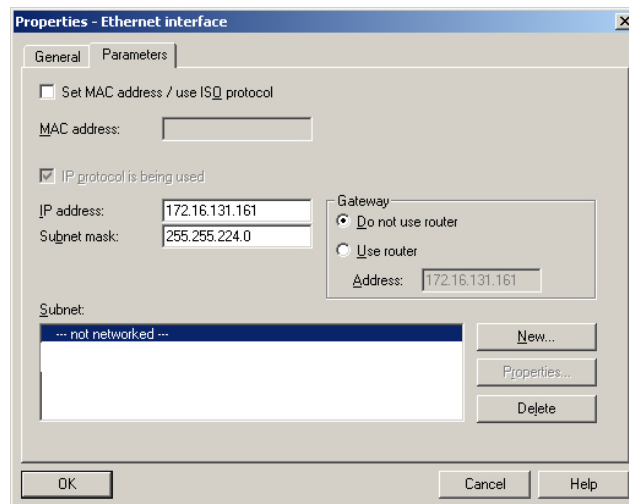 Properties - Ethernet interface
General Parameters
Set MAC address / use ISO protocol
MAC address:
IP protocol is being used
IP address: 172.16.131.161
Subnet mask: 255.255.224.0
Gateway
Do not use router
Use router
Address: 172.16.131.161
Subnet:
--- not networked ---
New...
Properties...
Delete
OK Cancel Help